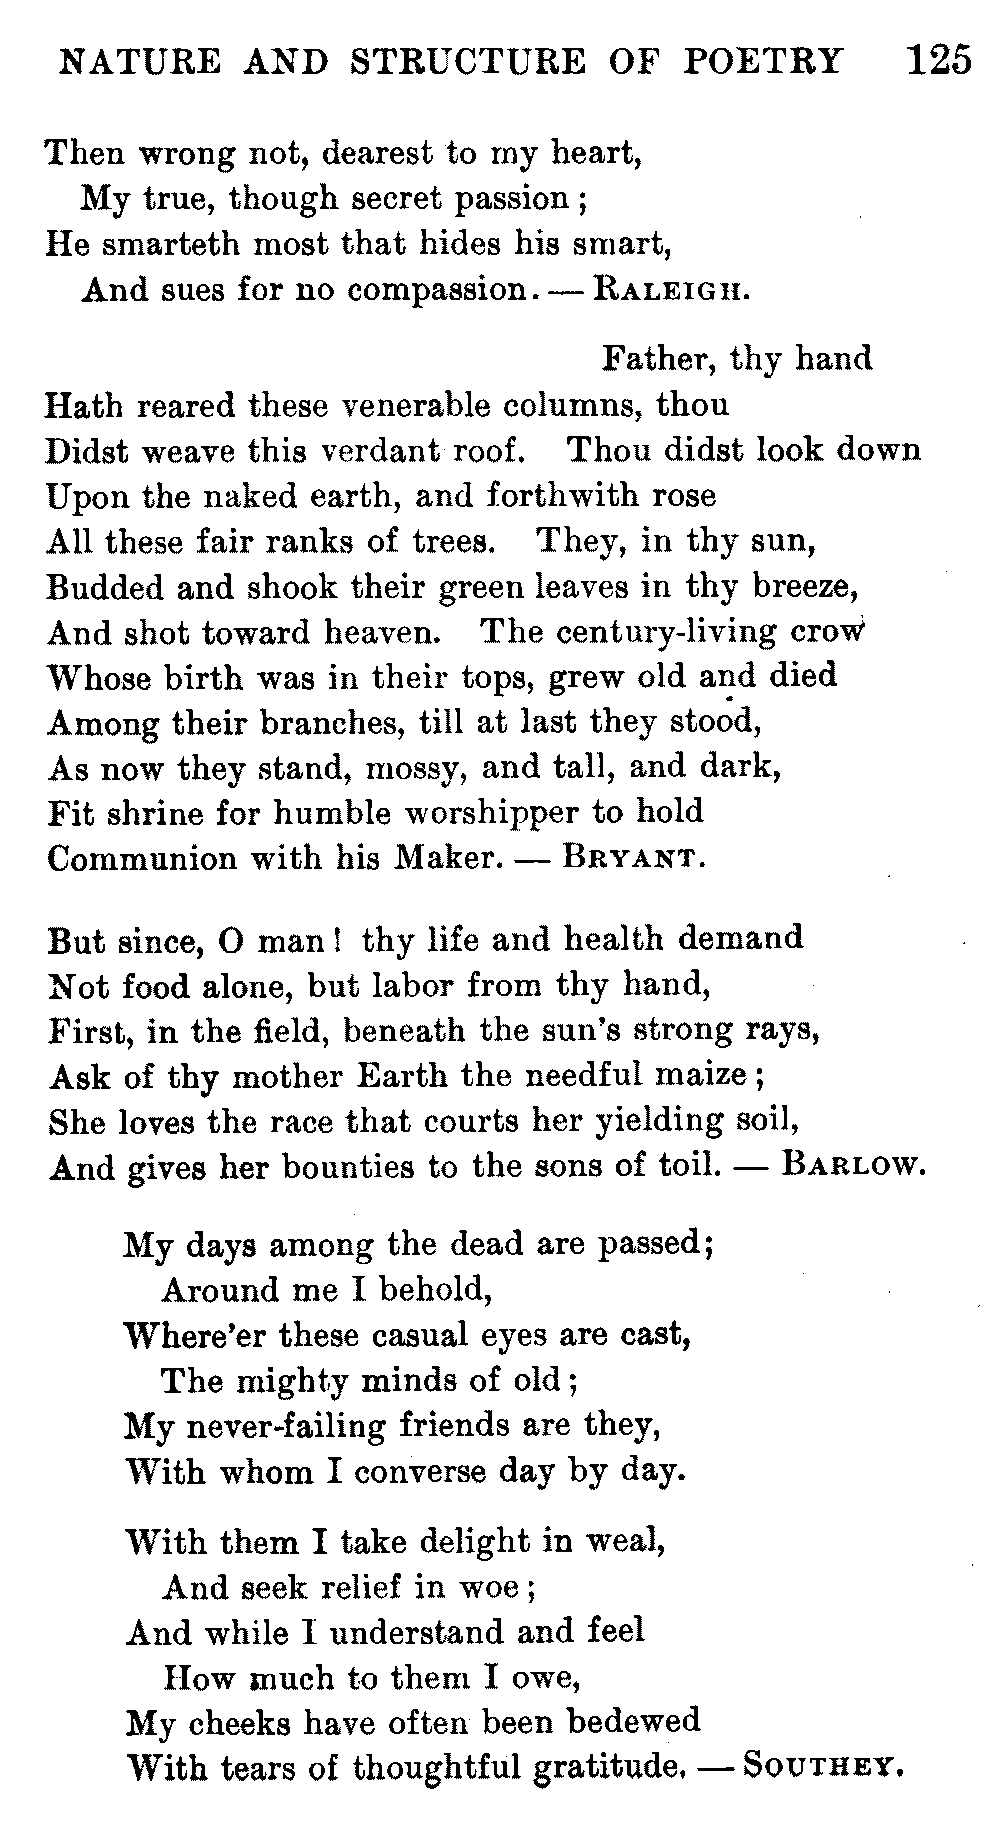 NATURE AND STRUCTURE OF POETRY 125
Then wrong not, dearest to my heart,
My true, though secret passion;
He smarteth most that hides his smart,
And sues for no compassion. — RALEIGH.
Father, thy hand
Hath reared these venerable columns, thou
Didst weave this verdant roof. Thou didst look down
Upon the naked earth, and forthwith rose
All these fair ranks of trees. They, in thy sun,
Budded and shook their green leaves in thy breeze,
And shot toward heaven. The century-living crow
Whose birth was in their tops, grew old and died
Among their branches, till at last they stood,
As now they stand, mossy, and tall, and dark,
Fit shrine for humble worshipper to hold
Communion with his Maker. — BRYANT.
But since, O man! thy life and health demand
Not food alone, but labor from thy hand,
First, in the field, beneath the sun's strong rays,
Ask of thy mother Earth the needful maize;
She loves the race that courts her yielding soil,
And gives her bounties to the sons of toil. — BARLOW.
My days among the dead are passed;
Around me I behold,
Where'er these casual eyes are cast,
The mighty minds of old;
My never-failing friends are they,
With whom I converse day by day.
With them I take delight in weal,
And seek relief in woe;
And while I understand and feel
How much to them I owe,
My cheeks have often been bedewed
With tears of thoughtful gratitude. — SOUTHEY.